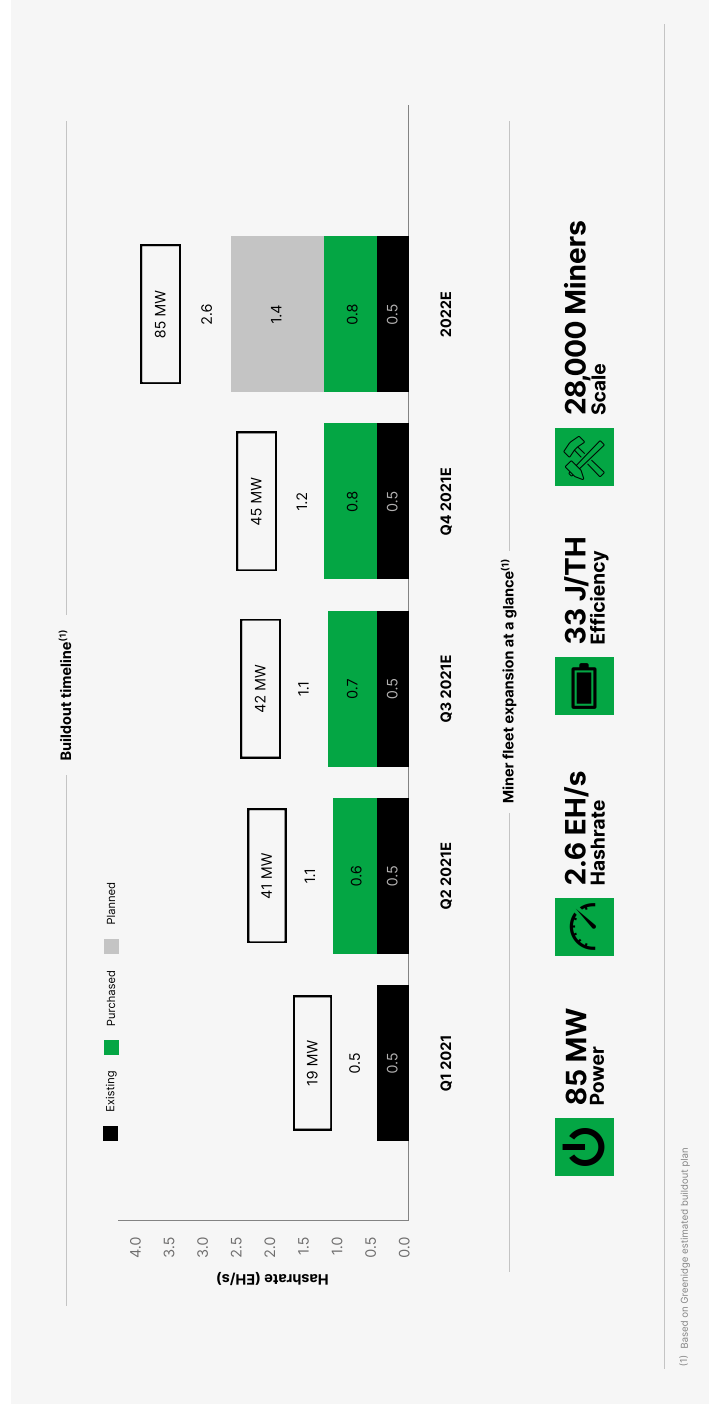 Buildout timeline(1)
Existing Purchased Planned
Hashrate (EH/s)
4.0
3.5
3.0
2.5
2.0
1.5
1.0
0.5
0.0
19 MW
0.5
0.5
41 MW
1.1
0.6
0.5
42 MW
1.1
0.7
0.5
45 MW
1.2
0.8
0.5
85 MW
2.6
1.4
0.8
0.5
Q1 2021 Q2 2021E Q3 2021E Q4 2021E 2022E
Miner fleet expansion at a glance(1)
85 MW
Power
2.6 EH/s
Hashrate
33 J/TH
Efficiency
28,000 Miners
Scale
(1) Based on Greenidge estimated buildout plan